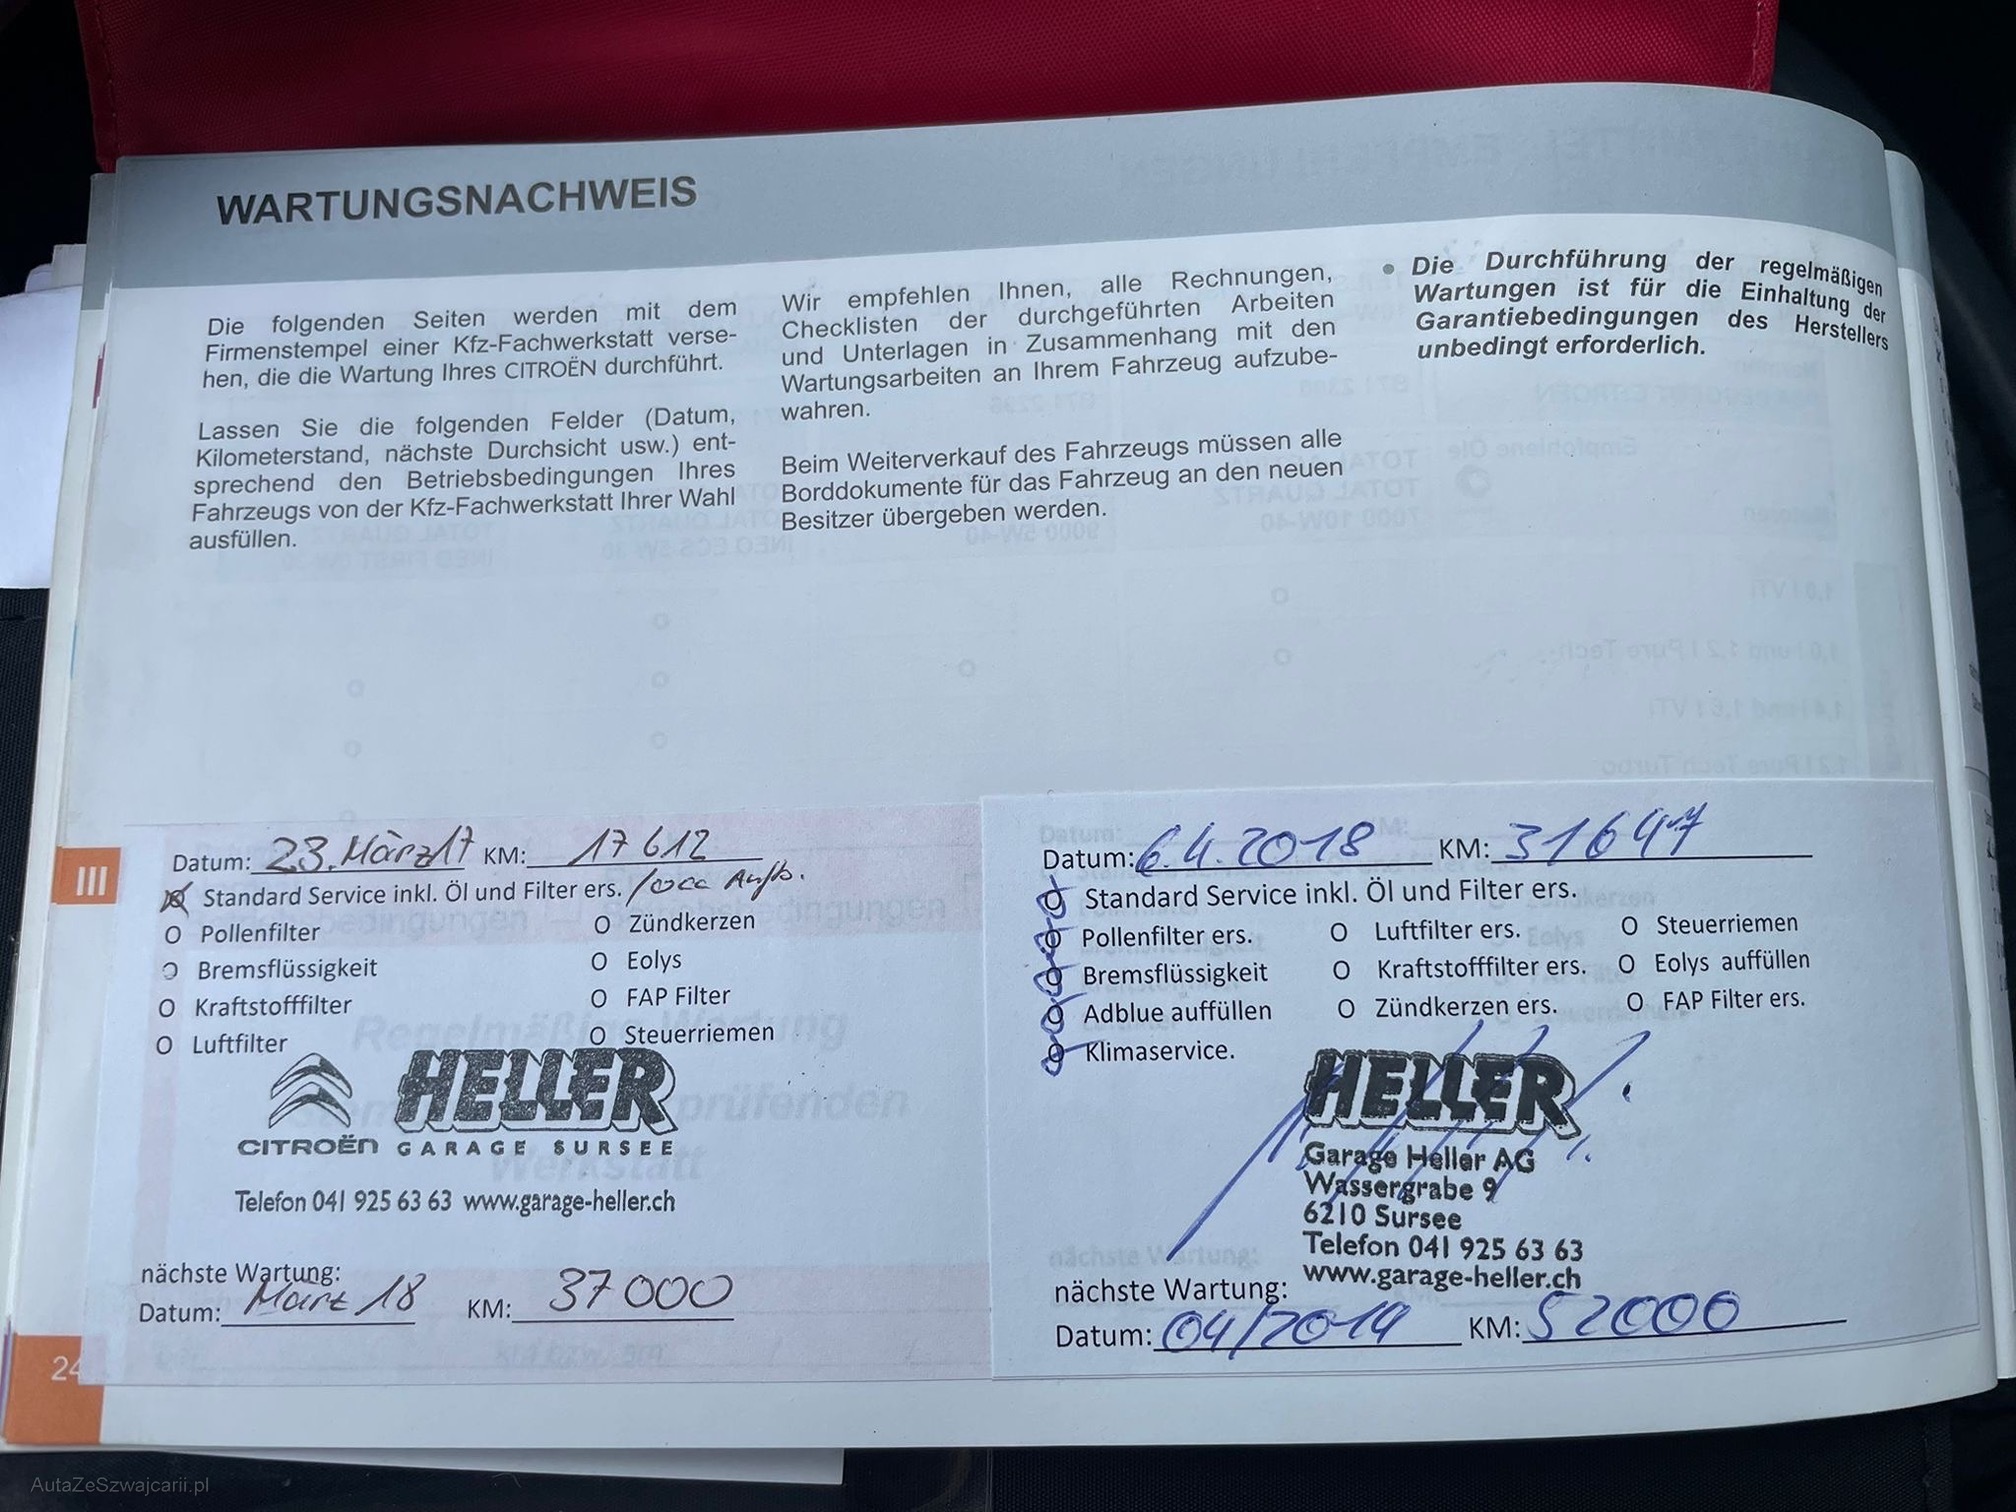 WARTUNGSNACHWEIS
Die folgenden Seiten werden mit dem
Firmenstempel einer Kfz-Fachwerkstatt verse-
hen, die die Wartung Ihres CITROËN durchführt.
Lassen Sie die folgenden Felder (Datum,
Kilometerstand, nächste Durchsicht usw.) ent-
sprechend den Betriebsbedingungen Ihres
Fahrzeugs von der Kfz-Fachwerkstatt Ihrer Wahl
ausfüllen.
Wir empfehlen Ihnen, alle Rechnungen,
Checklisten der durchgeführten Arbeiten
und Unterlagen in Zusammenhang mit den
Wartungsarbeiten an Ihrem Fahrzeug aufzube-
wahren.
Beim Weiterverkauf des Fahrzeugs müssen alle
Borddokumente für das Fahrzeug an den neuen
Besitzer übergeben werden.
• Die Durchführung der regelmäßigen
Wartungen ist für die Einhaltung der
Garantiebedingungen des Herstellers
unbedingt erforderlich.
III
Datum: 23. März 17 KM: 17 612
Standard Service inkl. Öl und Filter ers. /occ Aufb.
O Pollenfilter O Zündkerzen
O Bremsflüssigkeit O Eolys
O Kraftstofffilter O FAP Filter
O Luftfilter O Steuerriemen
HELLER
CITROËN GARAGE SURSEE
Telefon 041 925 63 63 www.garage-heller.ch
nächste Wartung:
Datum: März 18 KM: 37 000
Datum: 6.4.2018 KM: 31647
O Standard Service inkl. Öl und Filter ers.
O Pollenfilter ers. O Luftfilter ers. O Steuerriemen
O Bremsflüssigkeit O Kraftstofffilter ers. O Eolys auffüllen
O Adblue auffüllen O Zündkerzen ers. O FAP Filter ers.
O Klimaservice.
HELLER
Garage Heller AG
Wassergrabe 9
6210 Sursee
Telefon 041 925 63 63
www.garage-heller.ch
nächste Wartung:
Datum: 04/2019 KM: 52000
24
AutaZeSzwajcarii.pl